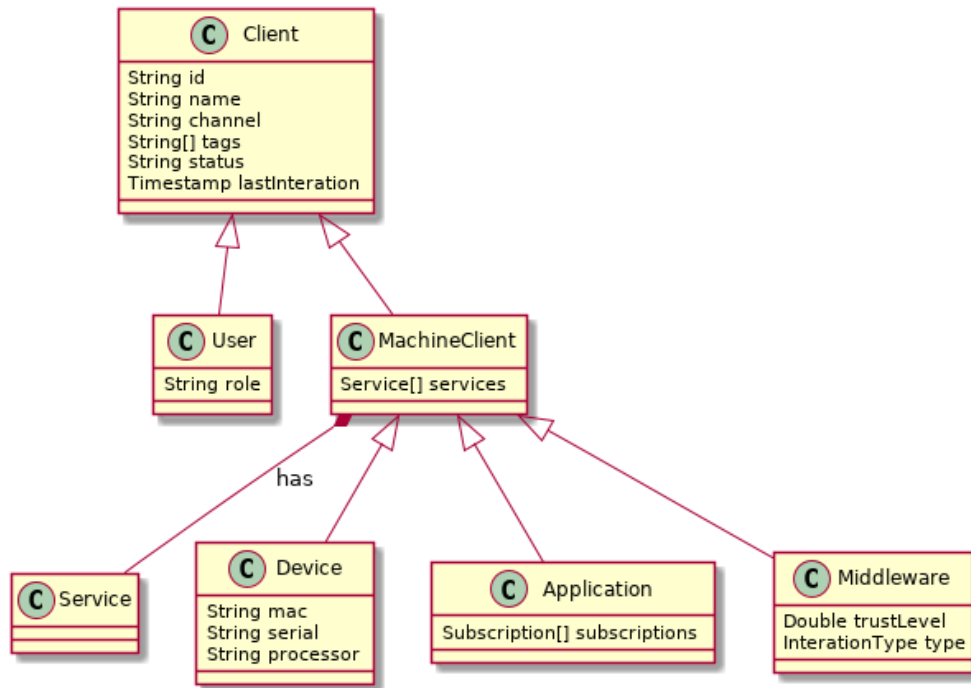 C Client
String id
String name
String channel
String[] tags
String status
Timestamp lastInteration
C User
String role
C MachineClient
Service[] services
has
C Service
C Device
String mac
String serial
String processor
C Application
Subscription[] subscriptions
C Middleware
Double trustLevel
InterationType type